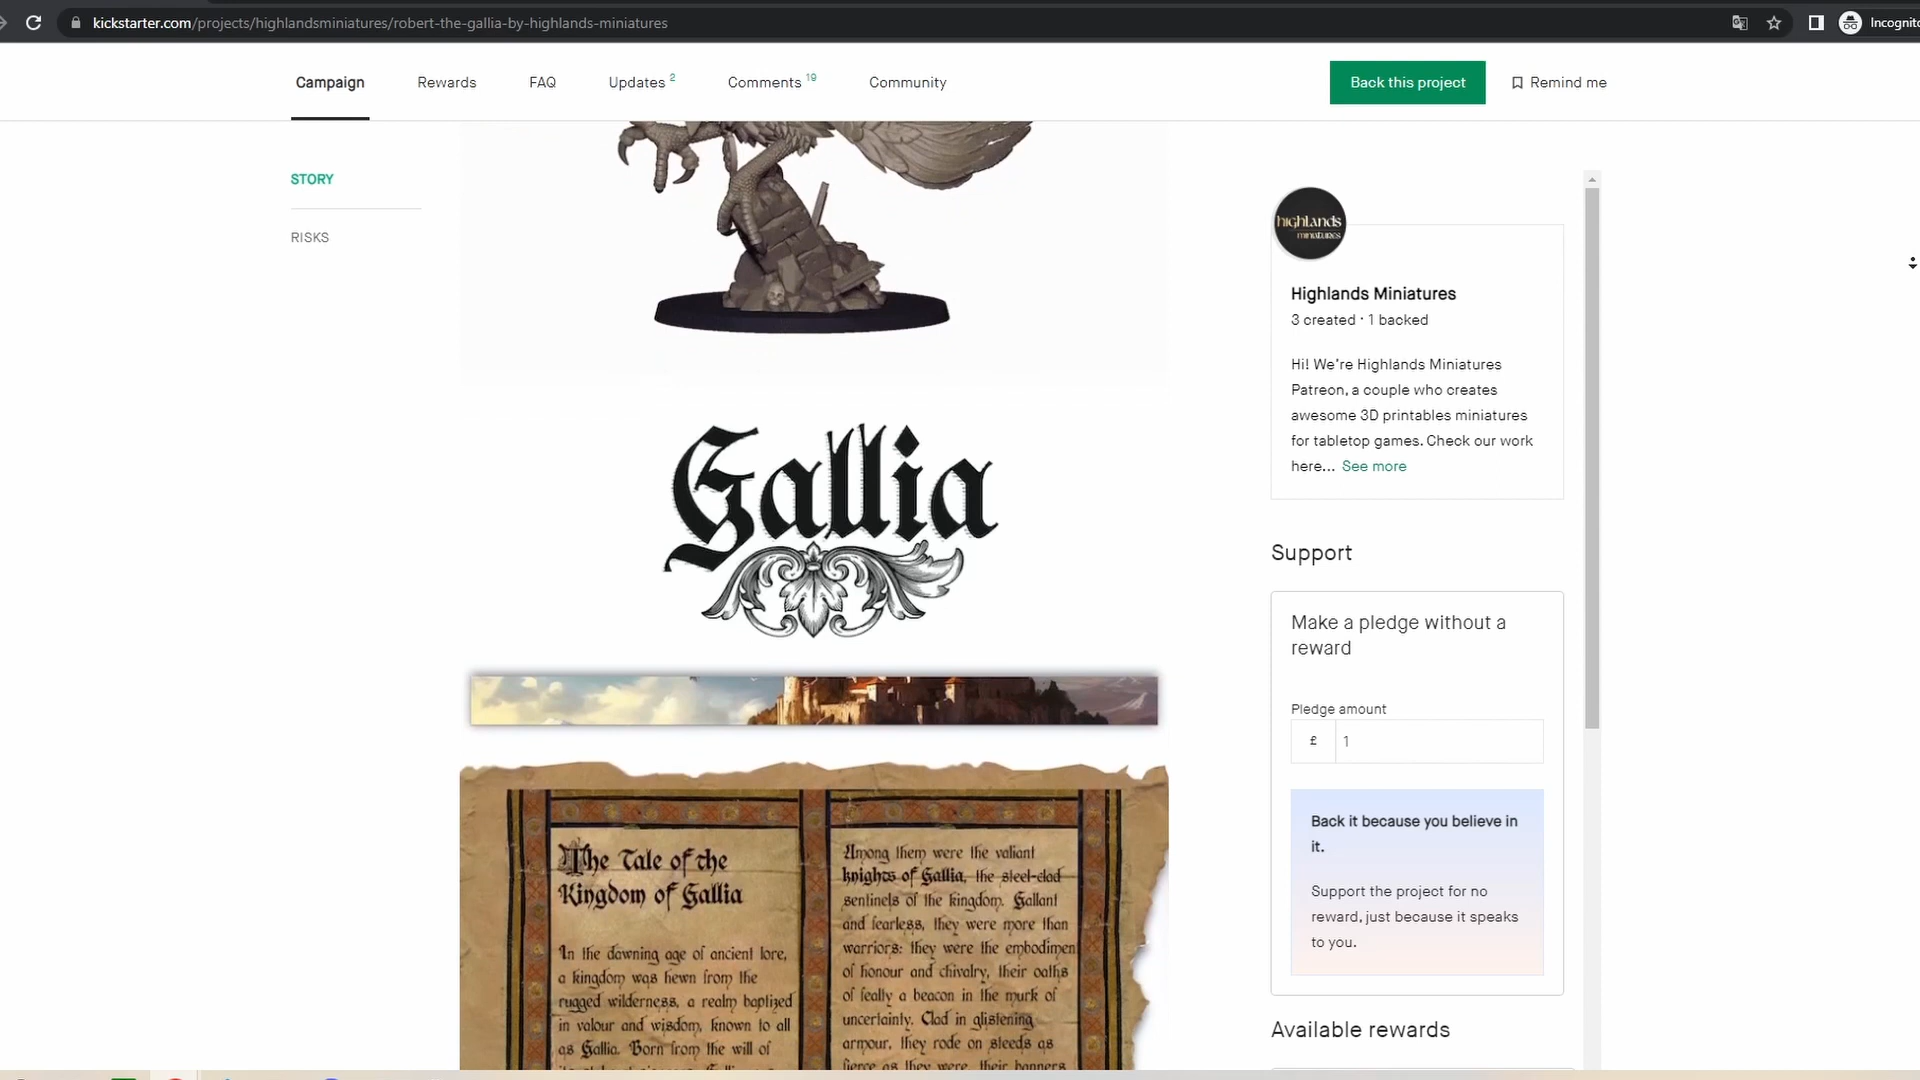 kickstarter.com/projects/highlandsminiatures/robert-the-gallia-by-highlands-miniatures
Incognito
Campaign
Rewards
FAQ
Updates 2
Comments 19
Community
Back this project
Remind me
STORY
RISKS
Gallia
The Tale of the
Kingdom of Gallia
In the dawning age of ancient lore,
a kingdom was hewn from the
rugged wilderness, a realm baptized
in valour and wisdom, known to all
as Gallia. Born from the will of
Among them were the valiant
knights of Gallia, the steel-clad
sentinels of the kingdom. Gallant
and fearless, they were more than
warriors: they were the embodimen
of honour and chivalry, their oaths
of fealty a beacon in the murk of
uncertainty. Clad in glistening
armour, they rode on steeds as
fierce as they were, their banners
highlands
miniatures
Highlands Miniatures
3 created · 1 backed
Hi! We're Highlands Miniatures
Patreon, a couple who creates
awesome 3D printables miniatures
for tabletop games. Check our work
here... See more
Support
Make a pledge without a
reward
Pledge amount
£ 1
Back it because you believe in
it.
Support the project for no
reward, just because it speaks
to you.
Available rewards